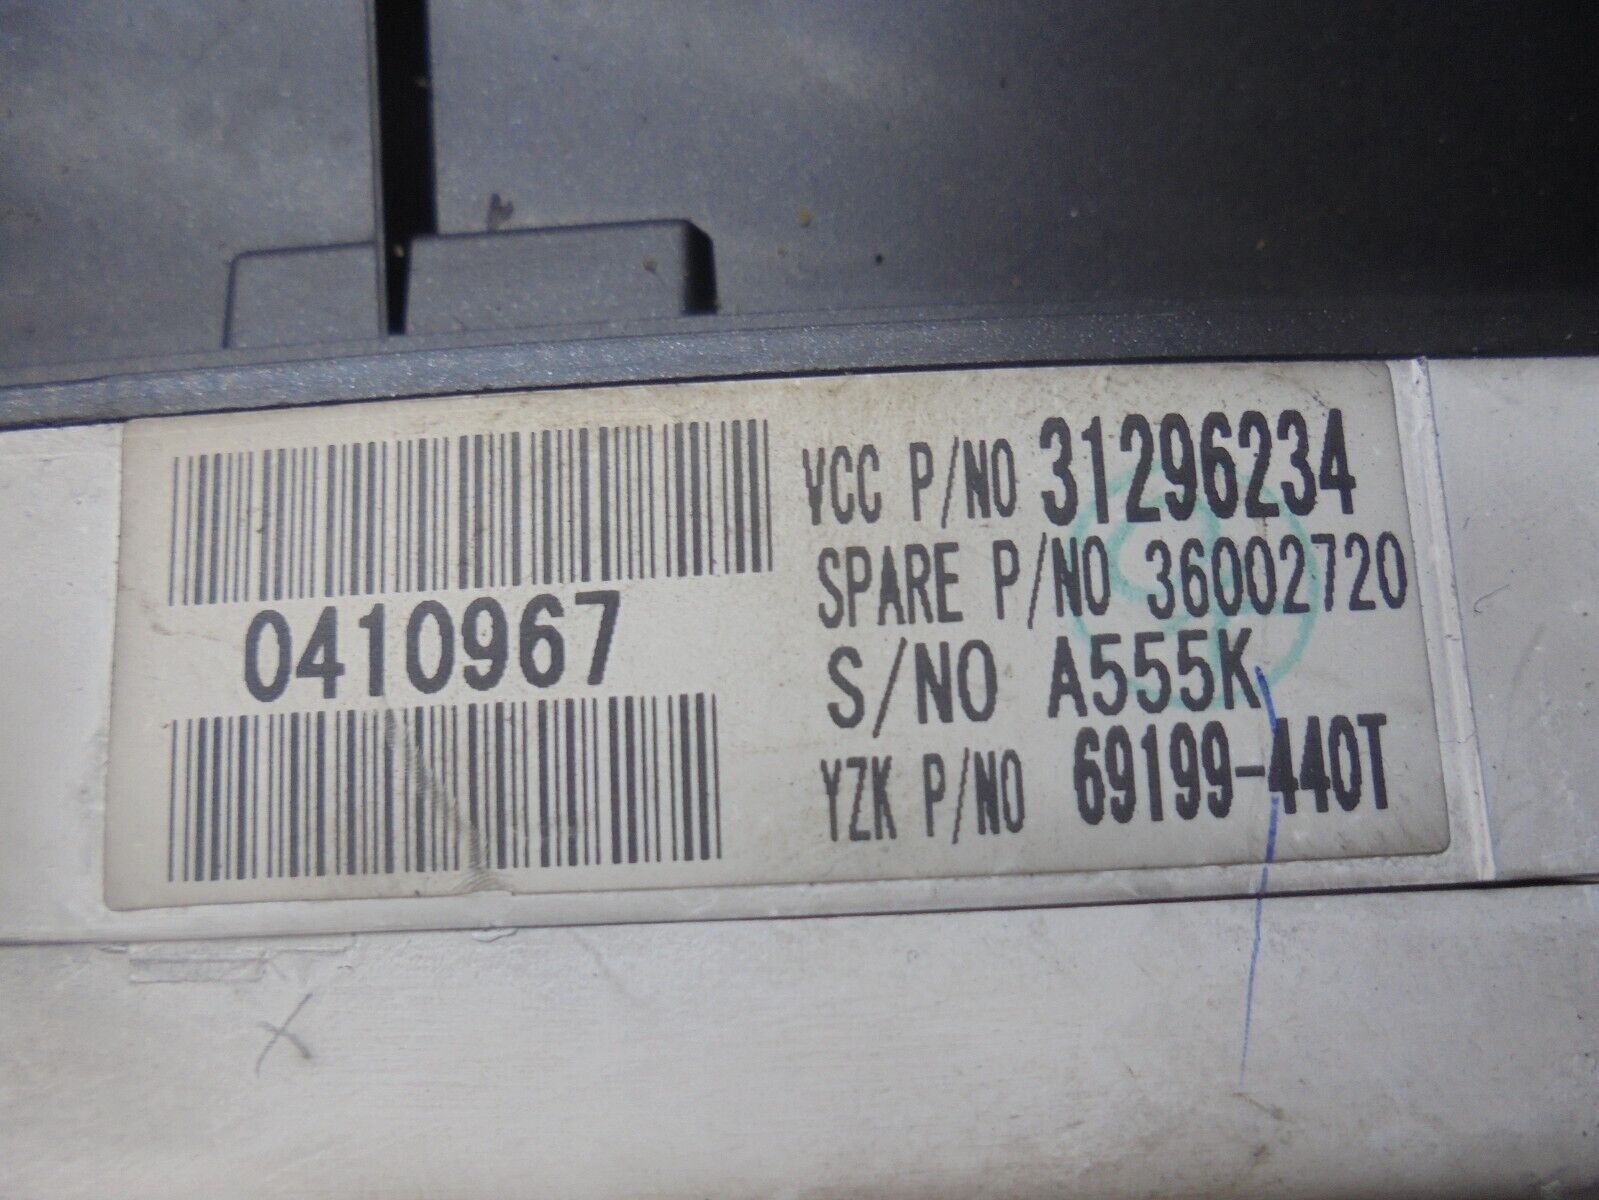 0410967
VCC P/NO 31296234
SPARE P/NO 36002720
S/NO A555K
YZK P/NO 69199-440T